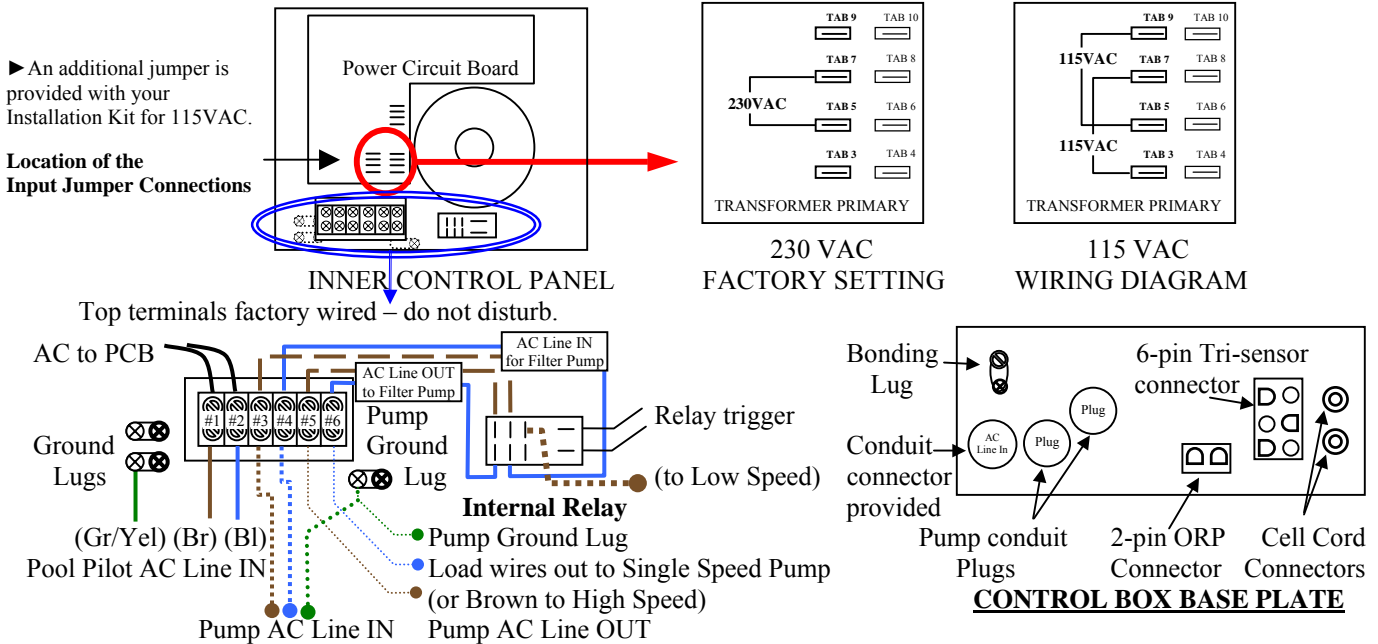 ►An additional jumper is
provided with your
Installation Kit for 115VAC.
Location of the
Input Jumper Connections
Power Circuit Board
INNER CONTROL PANEL
TAB 9 TAB 10
TAB 7 TAB 8
230VAC
TAB 5 TAB 6
TAB 3 TAB 4
TRANSFORMER PRIMARY
230 VAC
FACTORY SETTING
TAB 9 TAB 10
115VAC
TAB 7 TAB 8
TAB 5 TAB 6
115VAC
TAB 3 TAB 4
TRANSFORMER PRIMARY
115 VAC
WIRING DIAGRAM
Top terminals factory wired – do not disturb.
AC to PCB
AC Line IN
for Filter Pump
AC Line OUT
to Filter Pump
#1 #2 #3 #4 #5 #6
Ground
Lugs
Pump
Ground
Lug
Relay trigger
(to Low Speed)
Internal Relay
(Gr/Yel) (Br) (Bl)
Pool Pilot AC Line IN
Pump Ground Lug
Load wires out to Single Speed Pump
(or Brown to High Speed)
Pump AC Line IN
Pump AC Line OUT
Bonding
Lug
6-pin Tri-sensor
connector
Plug
Plug
AC
Line In
Conduit
connector
provided
Pump conduit
Plugs
2-pin ORP
Connector
Cell Cord
Connectors
CONTROL BOX BASE PLATE